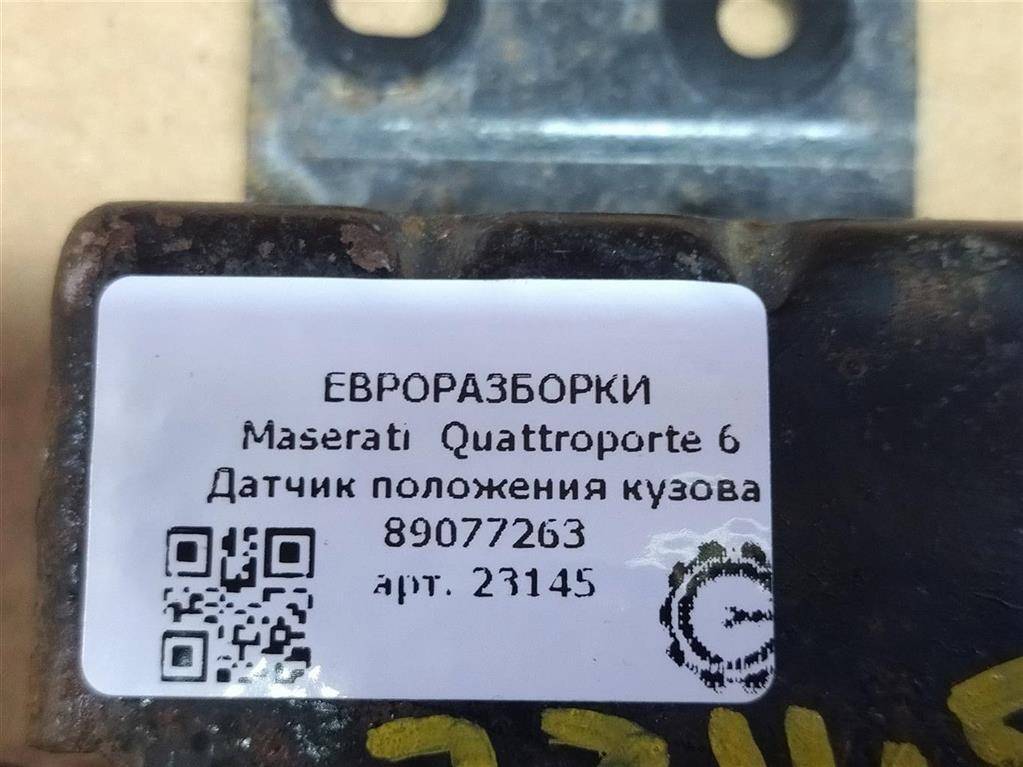 ЕВРОРАЗБОРКИ
Maserati Quattroporte 6
Датчик положения кузова
89077263
арт. 23145